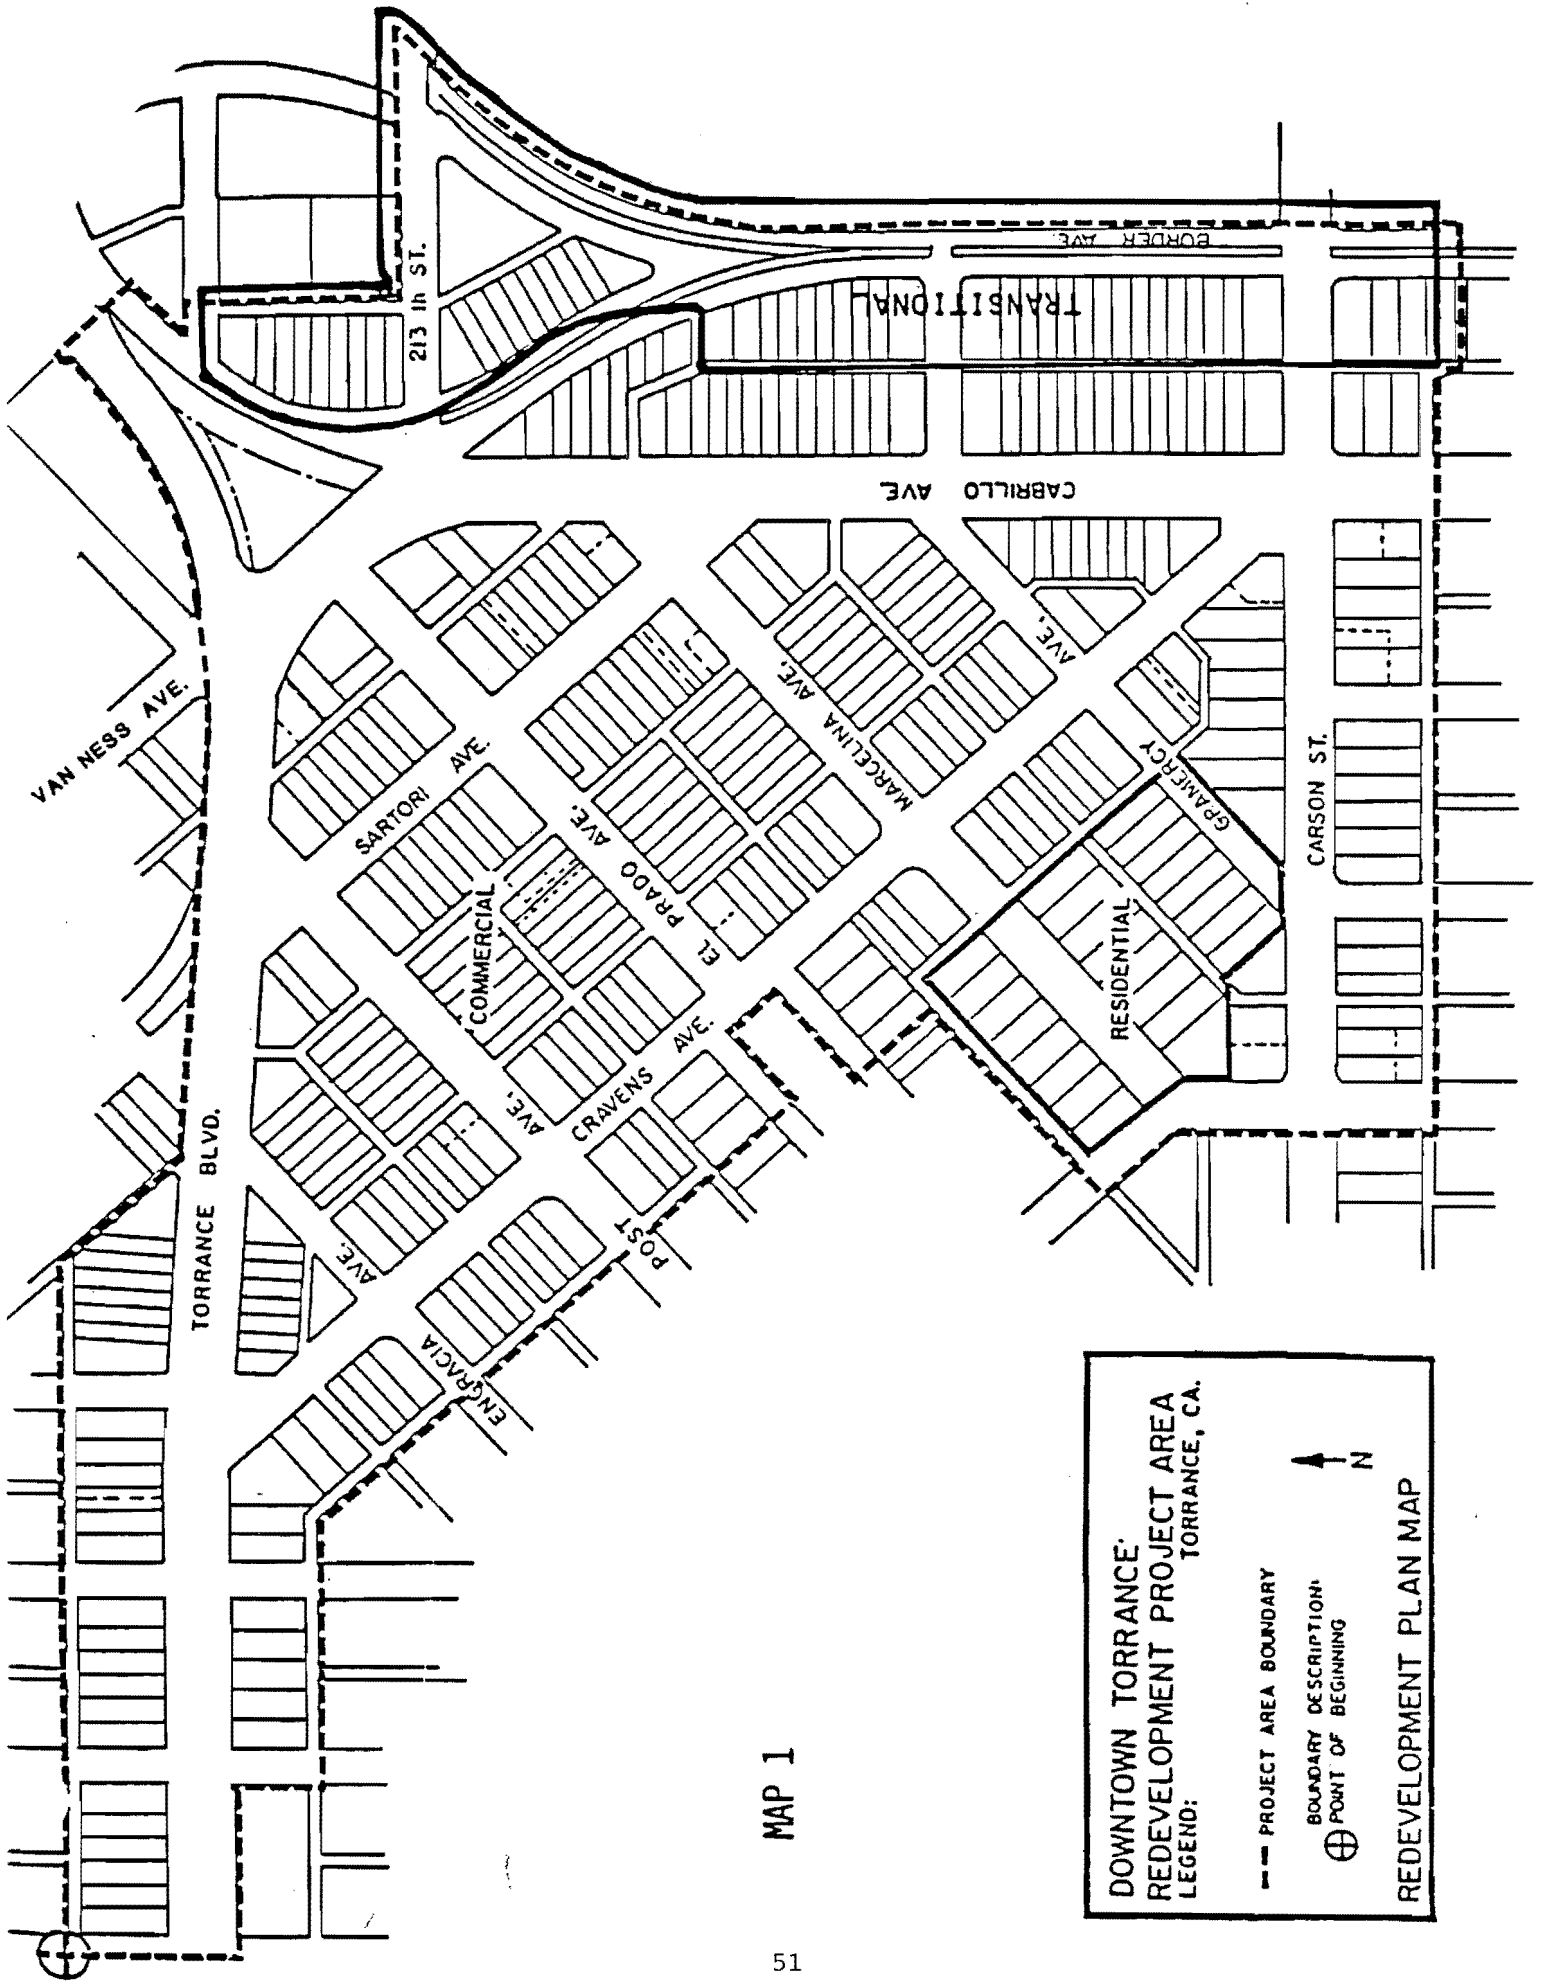 VAN NESS AVE.
213 th ST.
BORDER AVE.
TRANSITIONAL
CABRILLO AVE.
SARTORI AVE.
EL PRADO AVE.
MARCELINA AVE.
AVE.
GRAMERCY
CARSON ST.
COMMERCIAL
RESIDENTIAL
CRAVENS AVE.
AVE.
POST
ENGRACIA
AVE.
TORRANCE BLVD.
MAP 1
DOWNTOWN TORRANCE
REDEVELOPMENT PROJECT AREA
TORRANCE, CA.
LEGEND:
PROJECT AREA BOUNDARY
BOUNDARY DESCRIPTION:
POINT OF BEGINNING
N
REDEVELOPMENT PLAN MAP
51